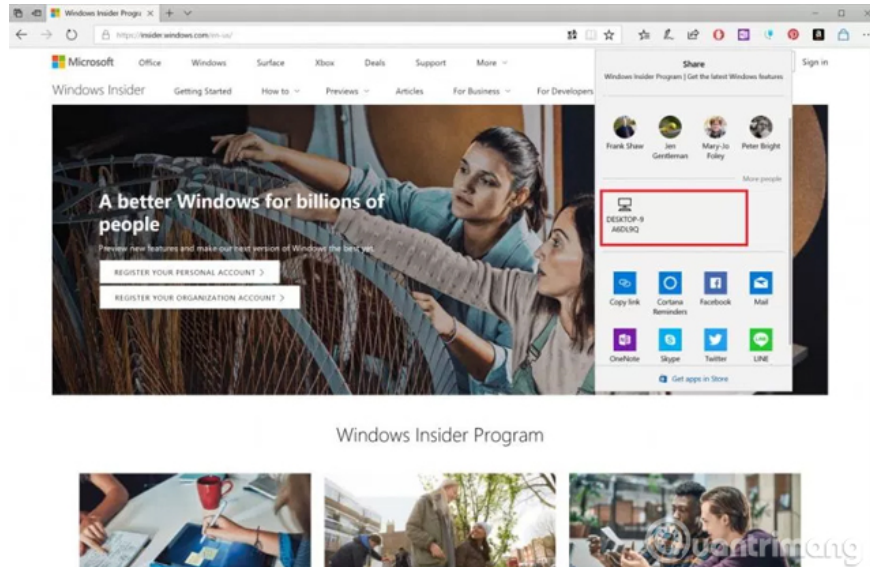 Windows Insider Progra
https://insider.windows.com/en-us/
Microsoft Office Windows Surface Xbox Deals Support More
Sign in
Windows Insider Getting Started How to Previews Articles For Business For Developers
Share
Windows Insider Program | Get the latest Windows features
Frank Shaw
Jen
Gentleman
Mary-Jo
Foley
Peter Bright
More people
DESKTOP-9
A6DL9Q
Copy link
Cortana
Reminders
Facebook
Mail
OneNote
Skype
Twitter
LINE
Get apps in Store
A better Windows for billions of
people
Preview new features and make our next version of Windows the best yet.
REGISTER YOUR PERSONAL ACCOUNT >
REGISTER YOUR ORGANIZATION ACCOUNT >
Windows Insider Program
Quantrimang